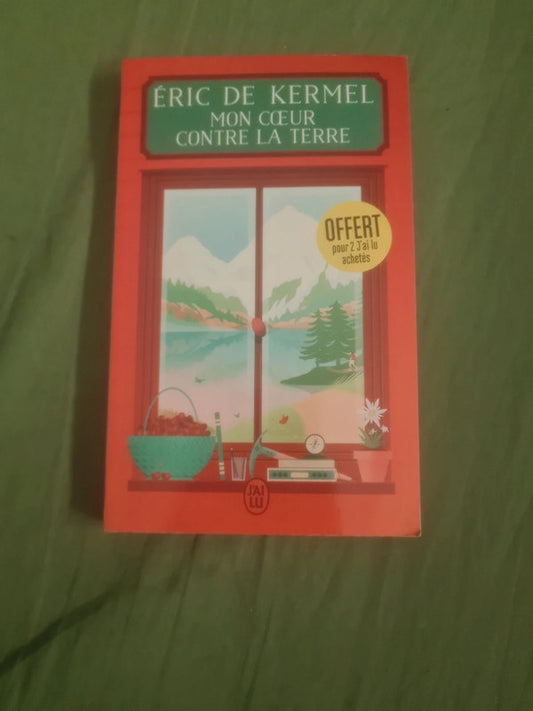 ÉRIC DE KERMEL
MON CŒUR
CONTRE LA TERRE
OFFERT
pour 2 J'ai lu
achetés
J'AI
LU